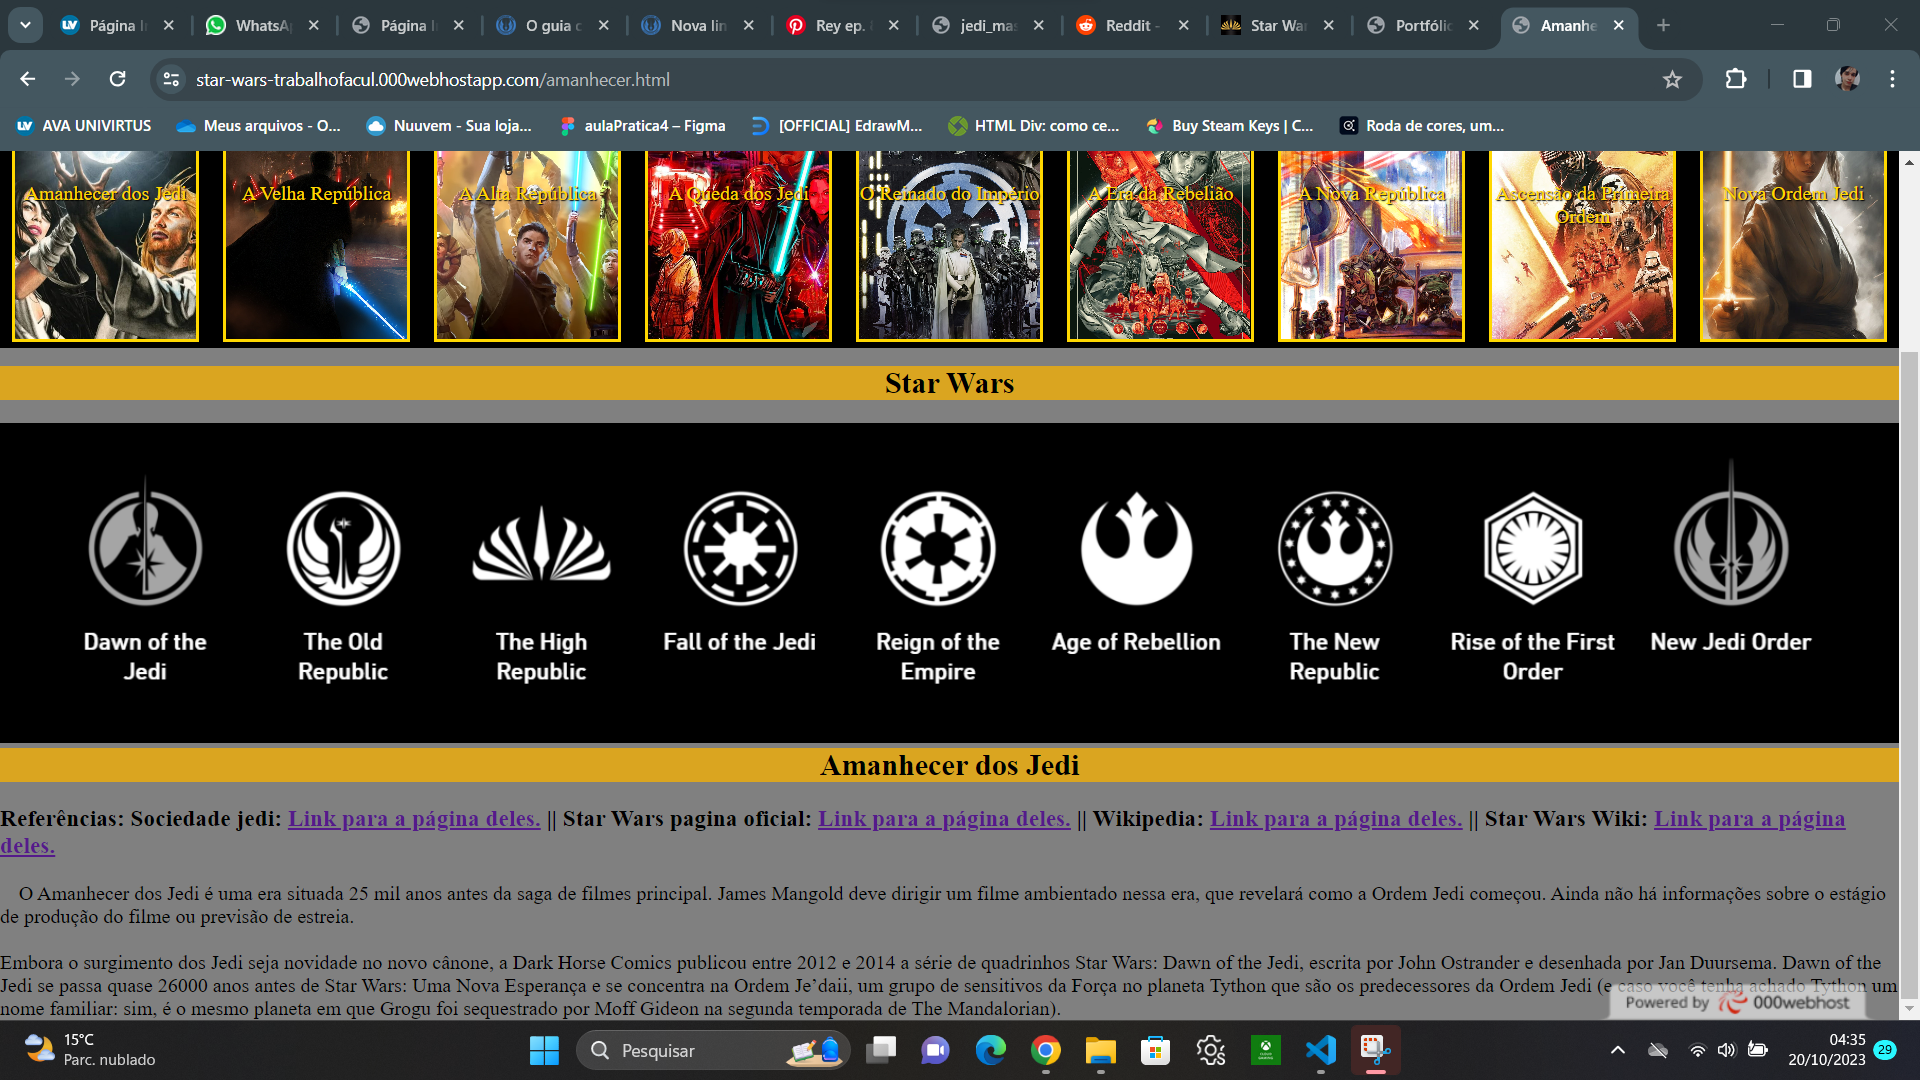 Página In
WhatsAp
Página In
O guia c
Nova lin
Rey ep. 8
jedi_mas
Reddit -
Star War
Portfólio
Amanhe
star-wars-trabalhofacul.000webhostapp.com/amanhecer.html
AVA UNIVIRTUS
Meus arquivos - O...
Nuuvem - Sua loja...
aulaPratica4 – Figma
[OFFICIAL] EdrawM...
HTML Div: como ce...
Buy Steam Keys | C...
Roda de cores, um...
Amanhecer dos Jedi
A Velha República
A Alta República
A Queda dos Jedi
O Reinado do Império
A Era da Rebelião
A Nova República
Ascensão da Primeira
Ordem
Nova Ordem Jedi
Star Wars
Dawn of the
Jedi
The Old
Republic
The High
Republic
Fall of the Jedi
Reign of the
Empire
Age of Rebellion
The New
Republic
Rise of the First
Order
New Jedi Order
Amanhecer dos Jedi
Referências: Sociedade jedi: Link para a página deles. || Star Wars pagina oficial: Link para a página deles. || Wikipedia: Link para a página deles. || Star Wars Wiki: Link para a página
deles.
O Amanhecer dos Jedi é uma era situada 25 mil anos antes da saga de filmes principal. James Mangold deve dirigir um filme ambientado nessa era, que revelará como a Ordem Jedi começou. Ainda não há informações sobre o estágio
de produção do filme ou previsão de estreia.
Embora o surgimento dos Jedi seja novidade no novo cânone, a Dark Horse Comics publicou entre 2012 e 2014 a série de quadrinhos Star Wars: Dawn of the Jedi, escrita por John Ostrander e desenhada por Jan Duursema. Dawn of the
Jedi se passa quase 26000 anos antes de Star Wars: Uma Nova Esperança e se concentra na Ordem Je’daii, um grupo de sensitivos da Força no planeta Tython que são os predecessores da Ordem Jedi (e caso você tenha achado Tython um
nome familiar: sim, é o mesmo planeta em que Grogu foi sequestrado por Moff Gideon na segunda temporada de The Mandalorian).
Powered by 000webhost
15°C
Parc. nublado
Pesquisar
04:35
20/10/2023
29